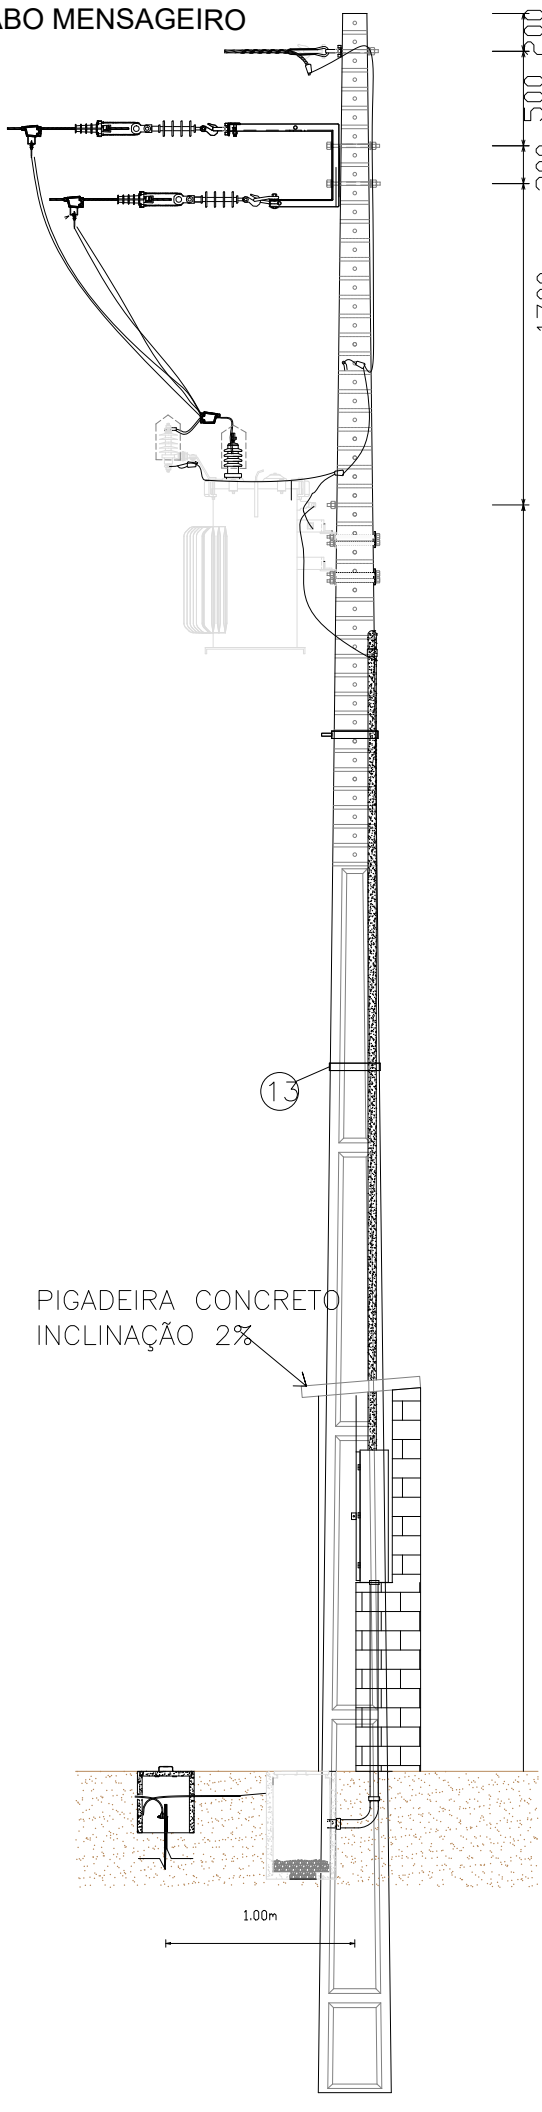 ABO MENSAGEIRO
200
500
13
PIGADEIRA CONCRETO
INCLINAÇÃO 2%
1.00m